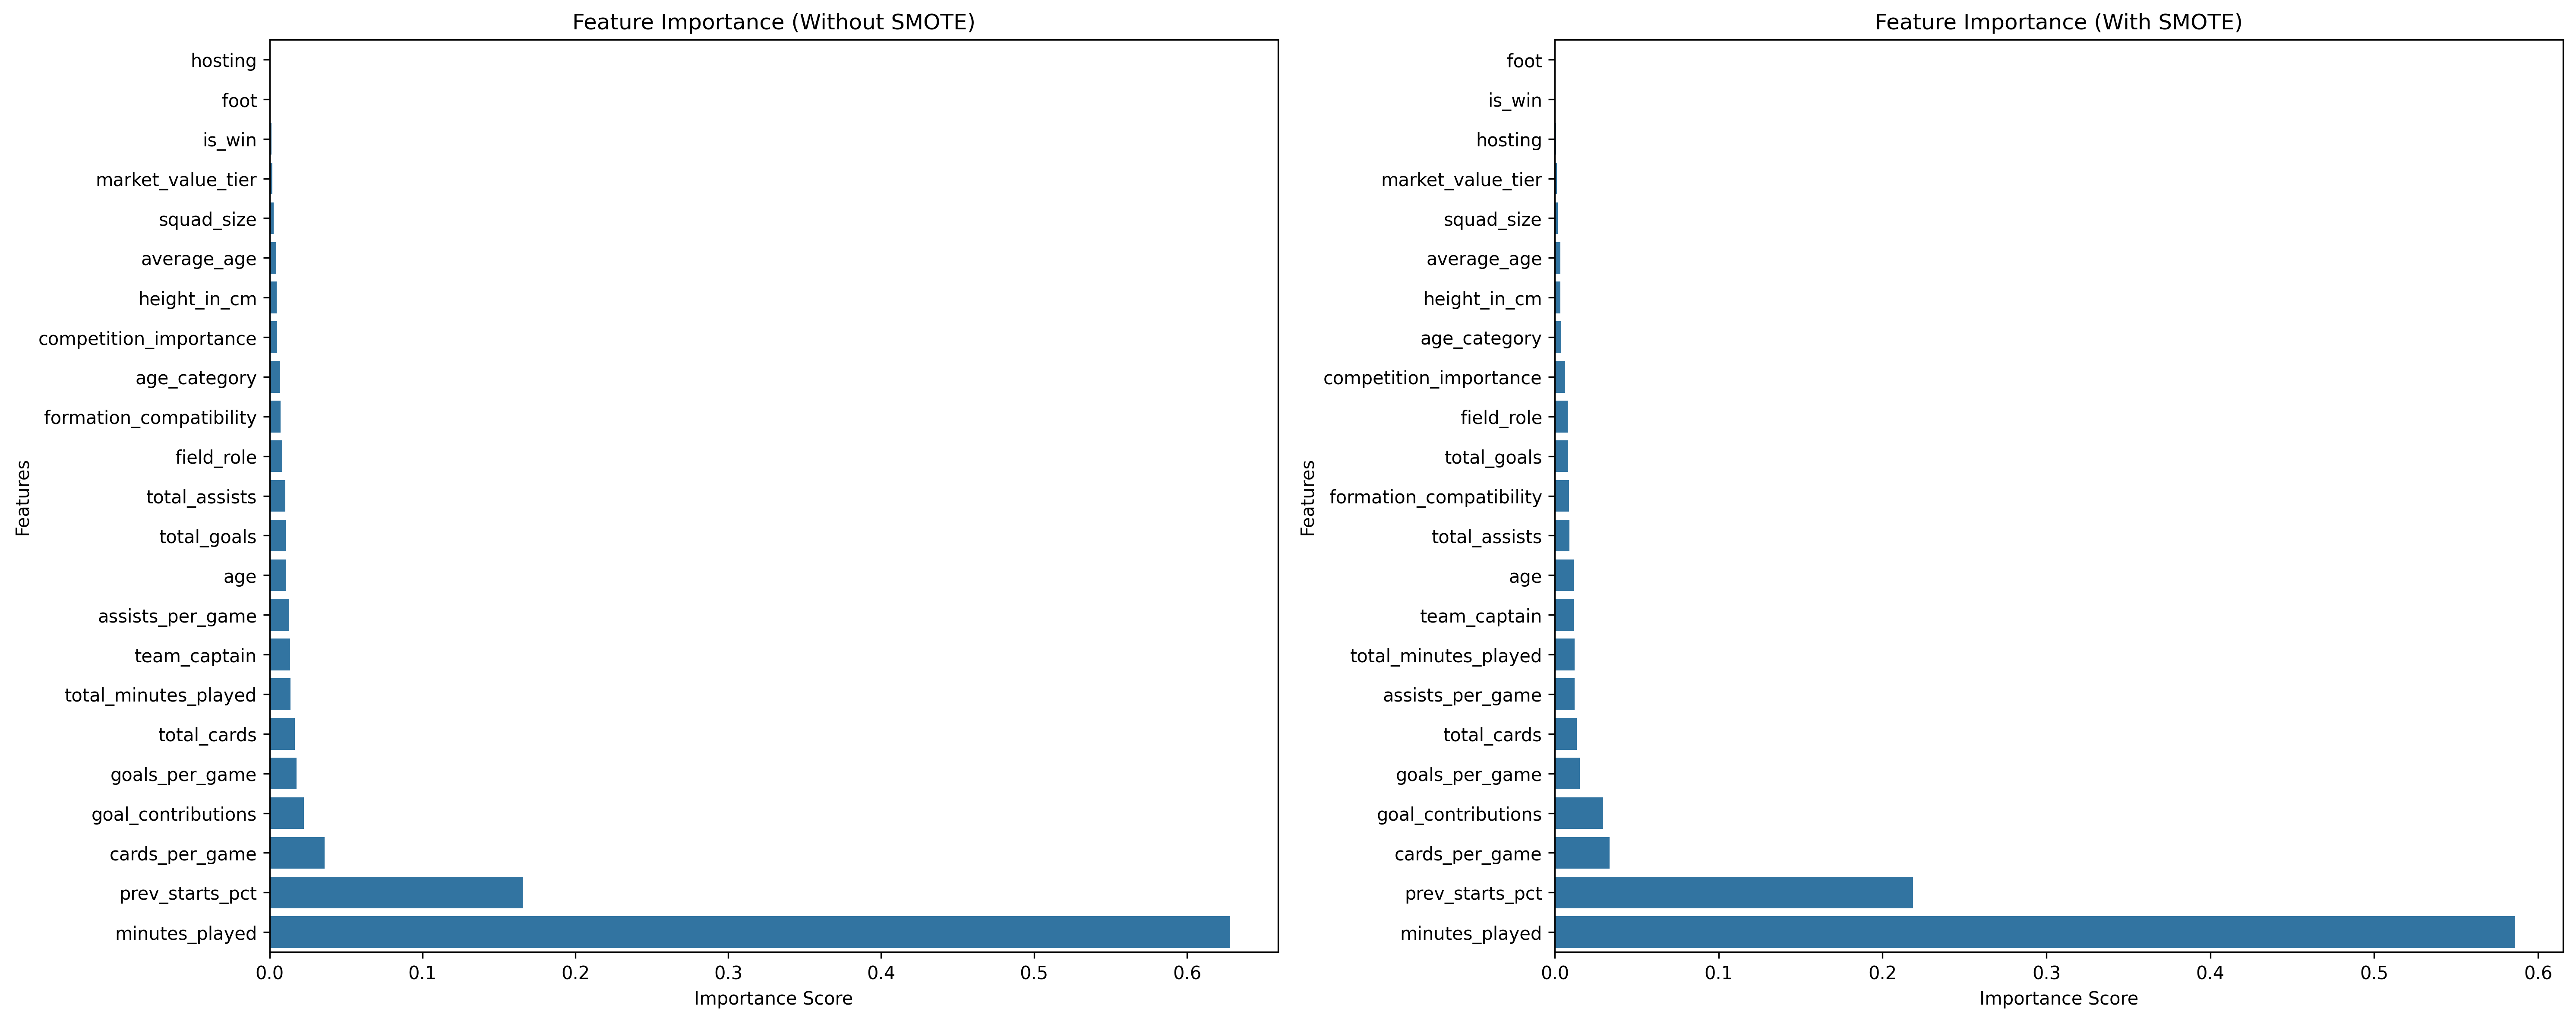 Feature Importance (Without SMOTE)
Features
hosting
foot
is_win
market_value_tier
squad_size
average_age
height_in_cm
competition_importance
age_category
formation_compatibility
field_role
total_assists
total_goals
age
assists_per_game
team_captain
total_minutes_played
total_cards
goals_per_game
goal_contributions
cards_per_game
prev_starts_pct
minutes_played
0.0 0.1 0.2 0.3 0.4 0.5 0.6
Importance Score
Feature Importance (With SMOTE)
Features
foot
is_win
hosting
market_value_tier
squad_size
average_age
height_in_cm
age_category
competition_importance
field_role
total_goals
formation_compatibility
total_assists
age
team_captain
total_minutes_played
assists_per_game
total_cards
goals_per_game
goal_contributions
cards_per_game
prev_starts_pct
minutes_played
0.0 0.1 0.2 0.3 0.4 0.5 0.6
Importance Score